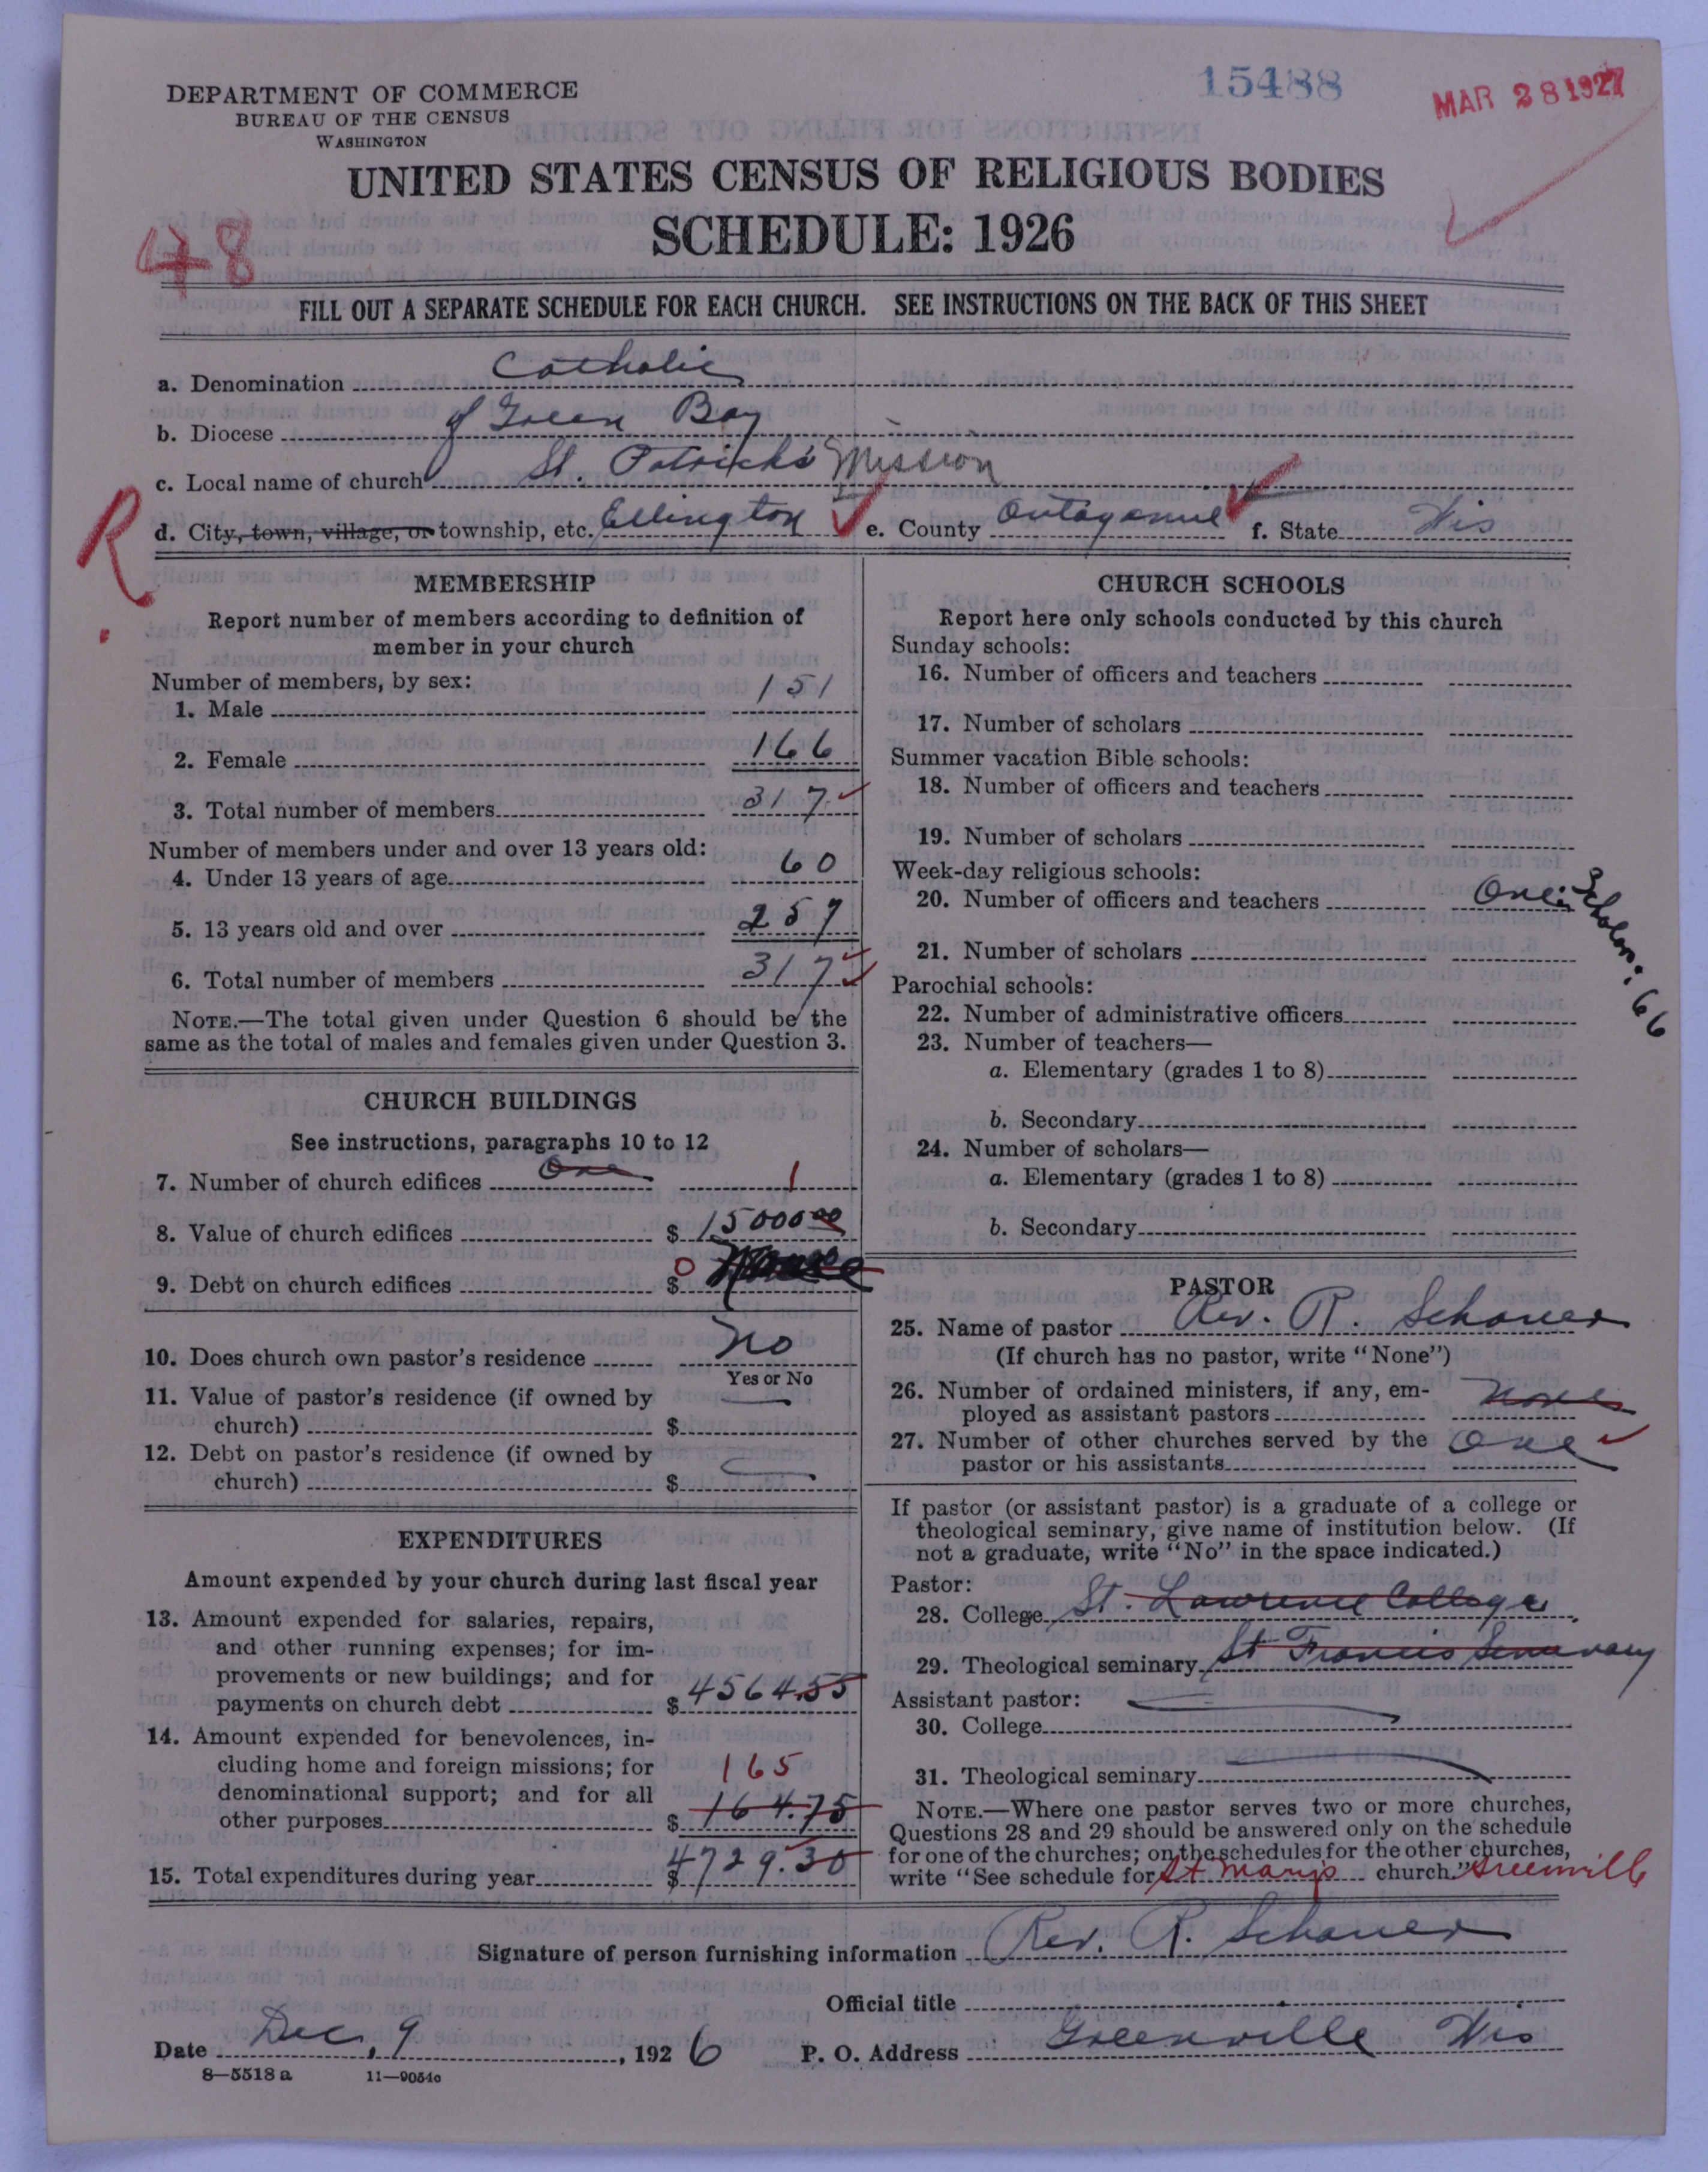 15488
MAR 28 1927
DEPARTMENT OF COMMERCE
BUREAU OF THE CENSUS
WASHINGTON
UNITED STATES CENSUS OF RELIGIOUS BODIES
SCHEDULE: 1926
48
FILL OUT A SEPARATE SCHEDULE FOR EACH CHURCH. SEE INSTRUCTIONS ON THE BACK OF THIS SHEET
a. Denomination Catholic
b. Diocese of Green Bay
c. Local name of church St. Patricks Mission
R.
d. City, town, village, or township, etc. Ellington e. County Outagamie f. State Wis
MEMBERSHIP
Report number of members according to definition of
member in your church
Number of members, by sex:
1. Male 151
2. Female 166
3. Total number of members 317
Number of members under and over 13 years old:
4. Under 13 years of age 60
5. 13 years old and over 257
6. Total number of members 317
NOTE.—The total given under Question 6 should be the
same as the total of males and females given under Question 3.
CHURCH BUILDINGS
See instructions, paragraphs 10 to 12
7. Number of church edifices One 1
8. Value of church edifices $ 15000.00
9. Debt on church edifices $ 0 None
10. Does church own pastor's residence No
Yes or No
11. Value of pastor's residence (if owned by
church) $ —
12. Debt on pastor's residence (if owned by
church) $ —
EXPENDITURES
Amount expended by your church during last fiscal year
13. Amount expended for salaries, repairs,
and other running expenses; for im-
provements or new buildings; and for
payments on church debt $ 4564.55
14. Amount expended for benevolences, in-
cluding home and foreign missions; for
denominational support; and for all
other purposes $ 164.75
165
15. Total expenditures during year $ 4729.30
CHURCH SCHOOLS
Report here only schools conducted by this church
Sunday schools:
16. Number of officers and teachers
17. Number of scholars
Summer vacation Bible schools:
18. Number of officers and teachers
19. Number of scholars
Week-day religious schools:
20. Number of officers and teachers One: Scholars: 66
21. Number of scholars
Parochial schools:
22. Number of administrative officers
23. Number of teachers—
a. Elementary (grades 1 to 8)
b. Secondary
24. Number of scholars—
a. Elementary (grades 1 to 8)
b. Secondary
PASTOR
25. Name of pastor Rev. R. Schauer
(If church has no pastor, write "None")
26. Number of ordained ministers, if any, em-
ployed as assistant pastors None
27. Number of other churches served by the
pastor or his assistants One
If pastor (or assistant pastor) is a graduate of a college or
theological seminary, give name of institution below. (If
not a graduate, write "No" in the space indicated.)
Pastor:
28. College St. Lawrence College
29. Theological seminary St Francis Seminary
Assistant pastor:
30. College —
31. Theological seminary —
NOTE.—Where one pastor serves two or more churches,
Questions 28 and 29 should be answered only on the schedule
for one of the churches; on the schedules for the other churches,
write "See schedule for St Marys church." Greenville
Signature of person furnishing information Rev. R. Schauer
Official title
Date Dec. 9, 1926 P. O. Address Greenville Wis
8—5518 a 11—9054c